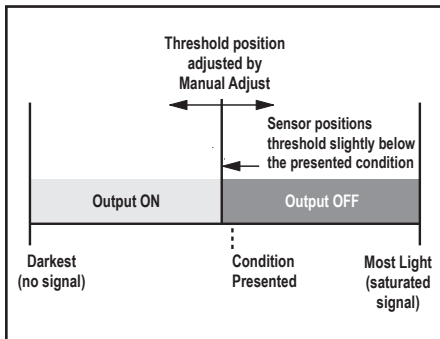 Threshold position
adjusted by
Manual Adjust
Sensor positions
threshold slightly below
the presented condition
Output ON
Output OFF
Darkest
(no signal)
Condition
Presented
Most Light
(saturated
signal)